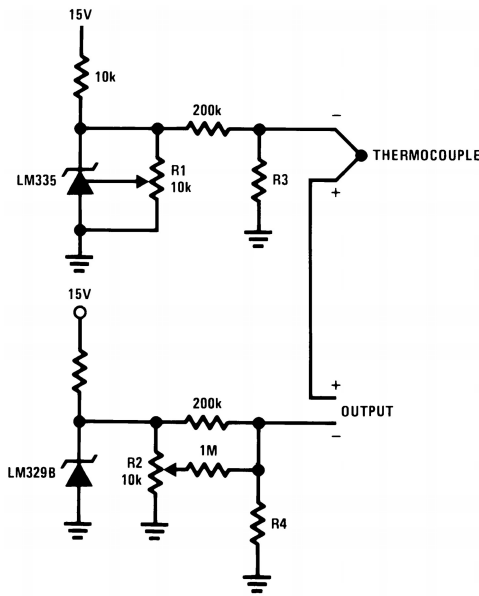 15V
10k
200k
−
THERMOCOUPLE
LM335
R1
10k
R3
+
15V
200k
+
OUTPUT
−
1M
LM329B
R2
10k
R4